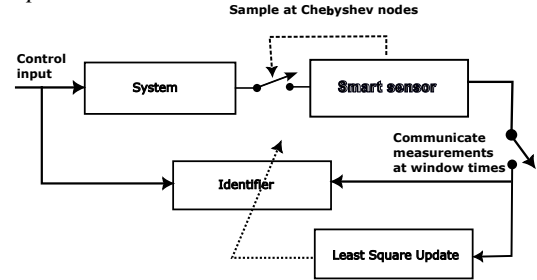 Sample at Chebyshev nodes
Control
input
System
Smart sensor
Communicate
measurements
at window times
Identifier
Least Square Update